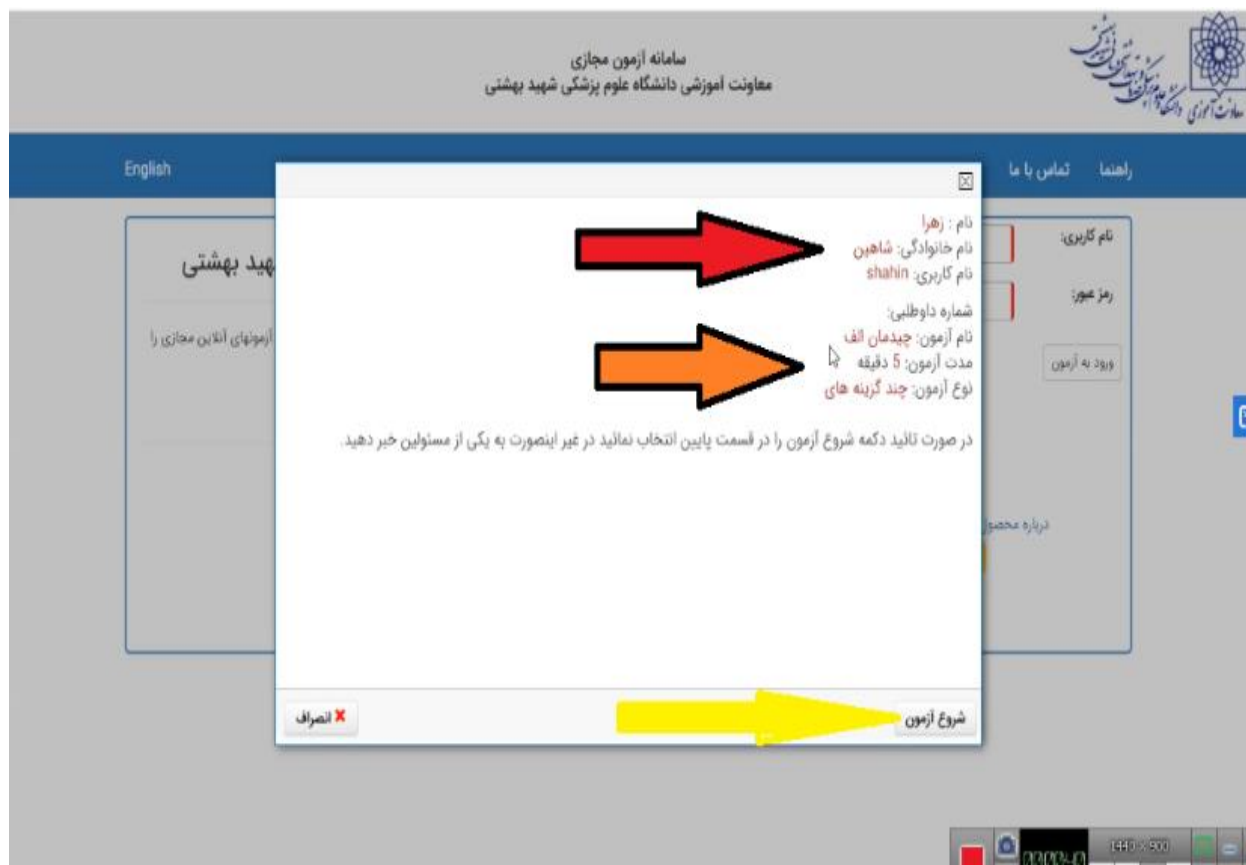 سامانه آزمون مجازی
معاونت آموزشی دانشگاه علوم پزشکی شهید بهشتی
معاونت آموزی
راهنما
تماس با ما
English
نام : زهرا
نام خانوادگی: شاهین
نام کاربری: shahin
شماره داوطلبی:
نام آزمون: چیدمان الف
مدت آزمون: 5 دقیقه
نوع آزمون: چند گزینه های
در صورت تائید دکمه شروع آزمون را در قسمت پایین انتخاب نمائید در غیر اینصورت به یکی از مسئولین خبر دهید.
شروع آزمون
انصراف
نام کاربری:
رمز عبور:
ورود به آزمون
درباره محصول
هید بهشتی
آزمونهای آنلاین مجازی را
1440 x 900